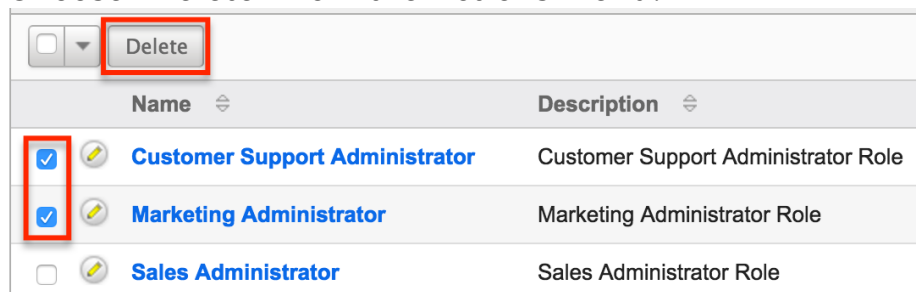 Delete
Name Description
Customer Support Administrator Customer Support Administrator Role
Marketing Administrator Marketing Administrator Role
Sales Administrator Sales Administrator Role